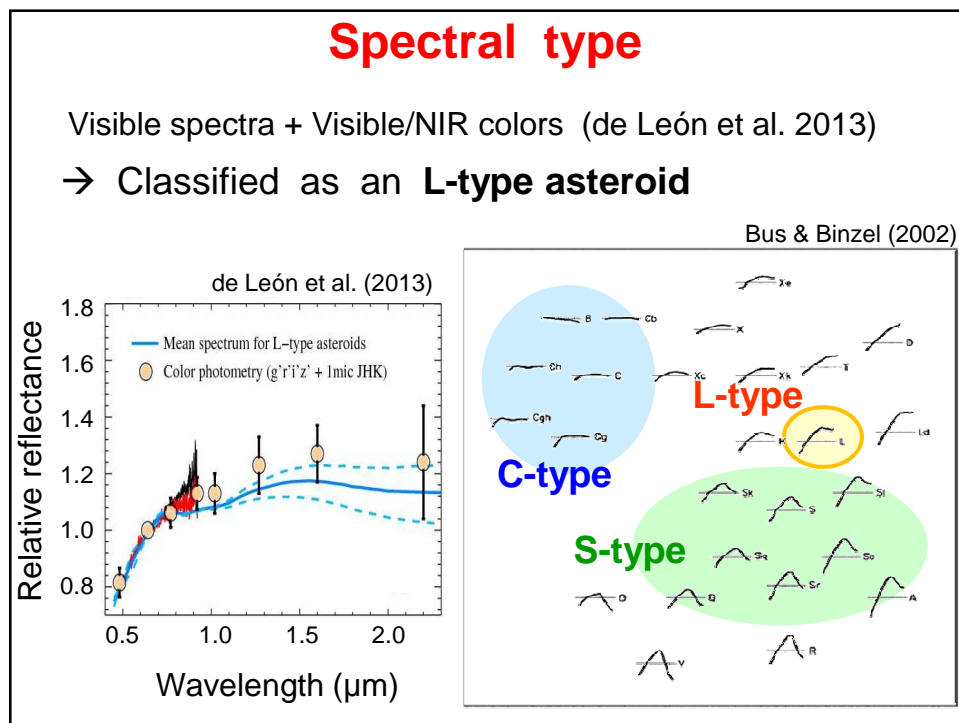 Spectral type
Visible spectra + Visible/NIR colors (de León et al. 2013)
→ Classified as an L-type asteroid
Bus & Binzel (2002)
de León et al. (2013)
Relative reflectance
1.8
1.6
1.4
1.2
1.0
0.8
Mean spectrum for L-type asteroids
Color photometry (g'r'i'z' + 1mic JHK)
0.5 1.0 1.5 2.0
Wavelength (μm)
Xe
B Cb
X
D
Ch C Xc Xk T
L-type
Cgh
Cg
K L Ld
C-type
Sk S Sl
S-type
Sq Sa
Sr
O Q A
V R